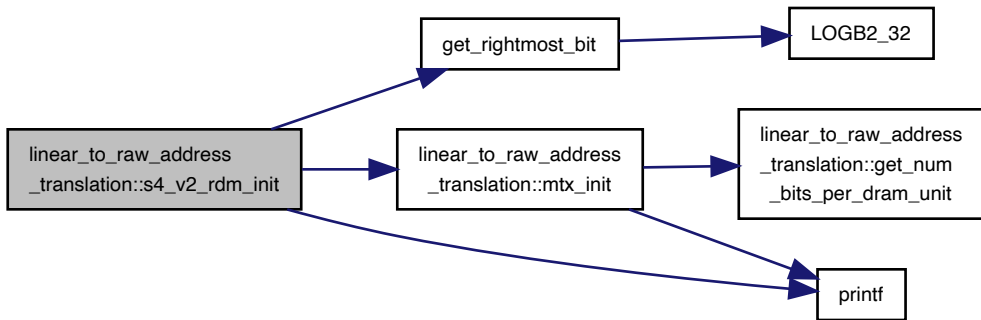 linear_to_raw_address
_translation::s4_v2_rdm_init
get_rightmost_bit
LOGB2_32
linear_to_raw_address
_translation::mtx_init
linear_to_raw_address
_translation::get_num
_bits_per_dram_unit
printf